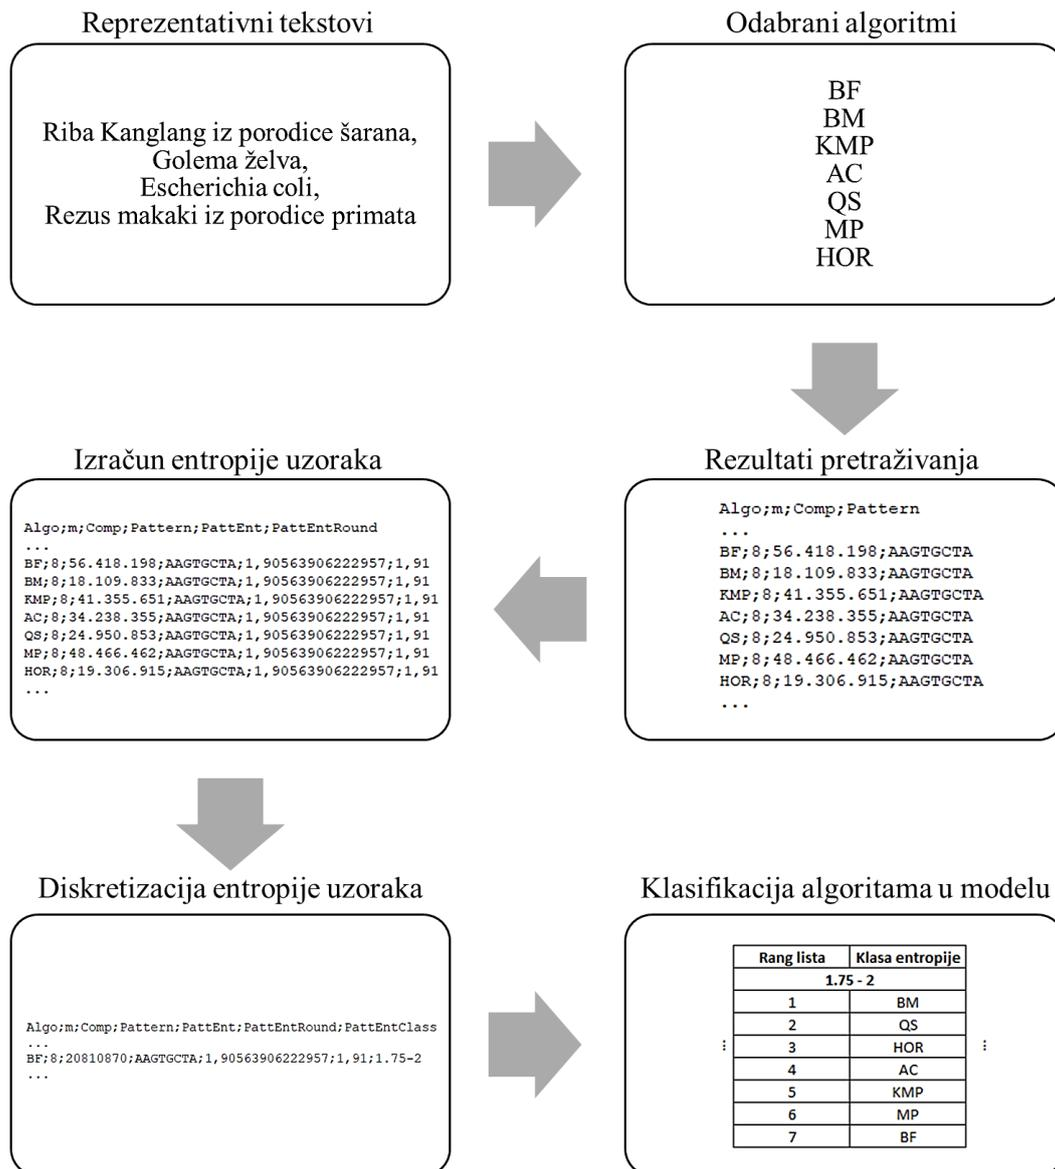 Reprezentativni tekstovi
Riba Kanglang iz porodice šarana,
Golema želva,
Escherichia coli,
Rezus makaki iz porodice primata
Odabrani algoritmi
BF
BM
KMP
AC
QS
MP
HOR
Rezultati pretraživanja
Algo;m;Comp;Pattern
...
BF;8;56.418.198;AAGTGCTA
BM;8;18.109.833;AAGTGCTA
KMP;8;41.355.651;AAGTGCTA
AC;8;34.238.355;AAGTGCTA
QS;8;24.950.853;AAGTGCTA
MP;8;48.466.462;AAGTGCTA
HOR;8;19.306.915;AAGTGCTA
...
Izračun entropije uzoraka
Algo;m;Comp;Pattern;PattEnt;PattEntRound
...
BF;8;56.418.198;AAGTGCTA;1,90563906222957;1,91
BM;8;18.109.833;AAGTGCTA;1,90563906222957;1,91
KMP;8;41.355.651;AAGTGCTA;1,90563906222957;1,91
AC;8;34.238.355;AAGTGCTA;1,90563906222957;1,91
QS;8;24.950.853;AAGTGCTA;1,90563906222957;1,91
MP;8;48.466.462;AAGTGCTA;1,90563906222957;1,91
HOR;8;19.306.915;AAGTGCTA;1,90563906222957;1,91
...
Diskretizacija entropije uzoraka
Algo;m;Comp;Pattern;PattEnt;PattEntRound;PattEntClass
...
BF;8;20810870;AAGTGCTA;1,90563906222957;1,91;1.75-2
...
Klasifikacija algoritama u modelu
Rang lista Klasa entropije
1.75 - 2
1 BM
2 QS
⋮ 3 HOR ⋮
4 AC
5 KMP
6 MP
7 BF